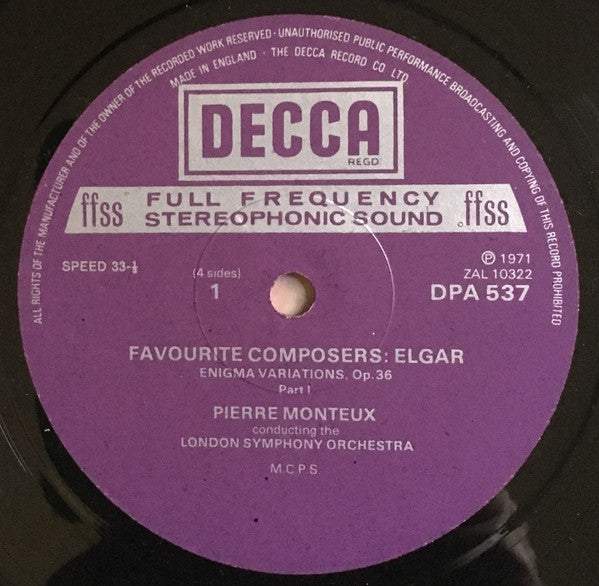 ALL RIGHTS OF THE MANUFACTURER AND OF THE OWNER OF THE RECORDED WORK RESERVED · UNAUTHORISED PUBLIC PERFORMANCE BROADCASTING AND COPYING OF THIS RECORD PROHIBITED
MADE IN ENGLAND · THE DECCA RECORD CO LTD
DECCA
REGD
ffss FULL FREQUENCY ffss
STEREOPHONIC SOUND
SPEED 33-⅓
(4 sides)
1
℗ 1971
ZAL 10322
DPA 537
FAVOURITE COMPOSERS: ELGAR
ENIGMA VARIATIONS, Op.36
Part I
PIERRE MONTEUX
conducting the
LONDON SYMPHONY ORCHESTRA
M.C.P.S